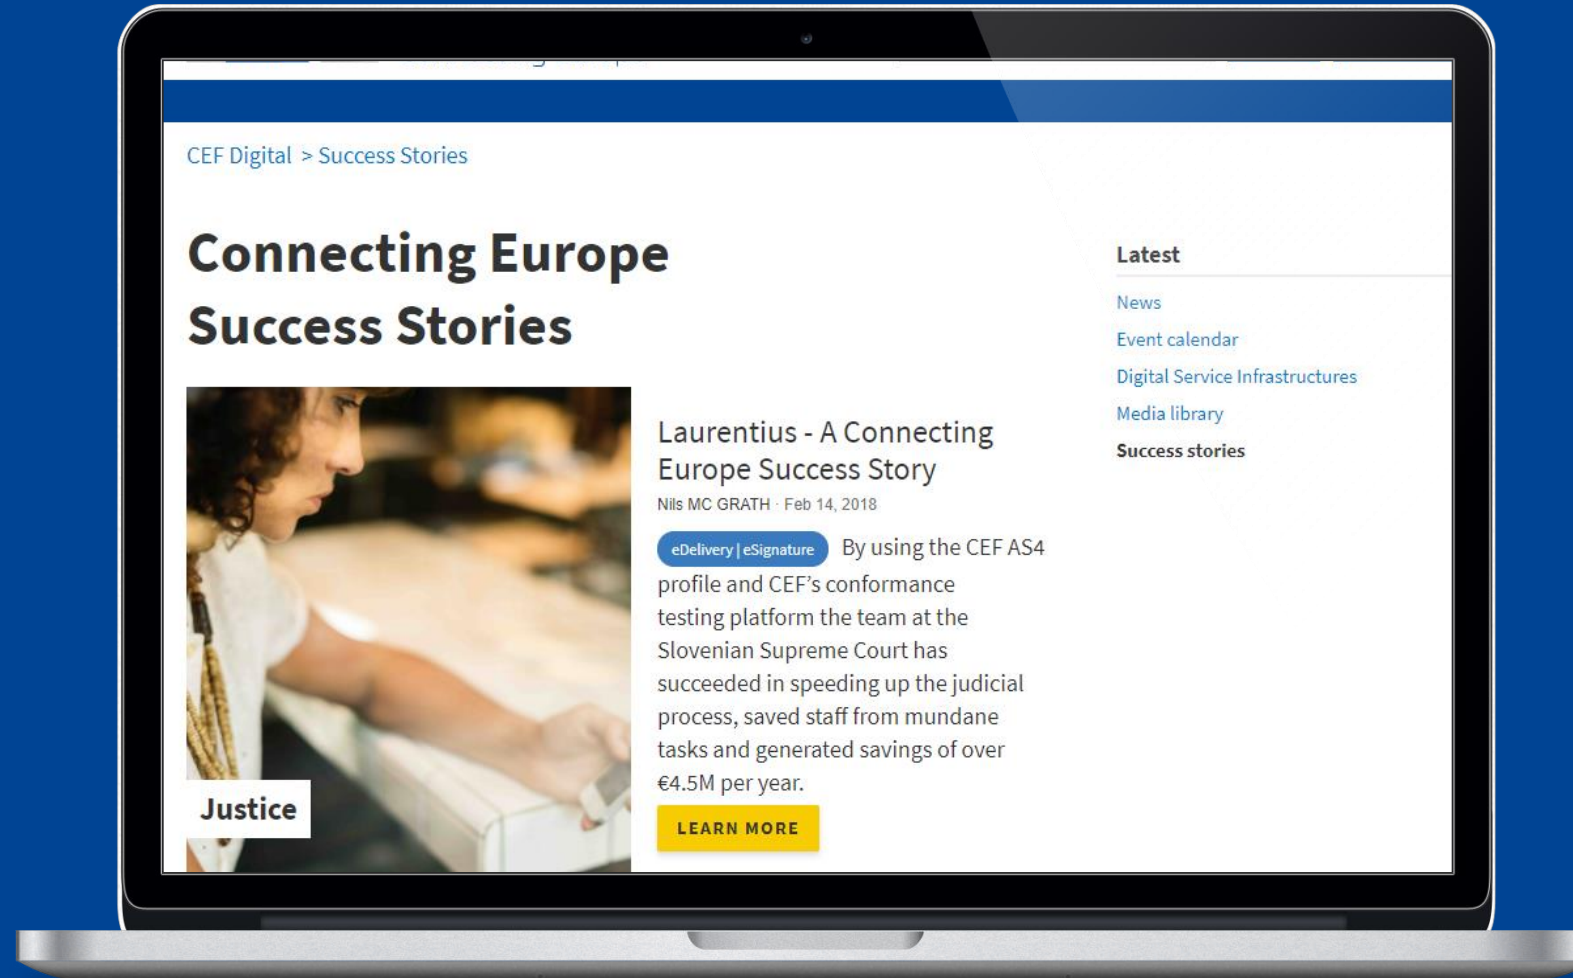 CEF Digital > Success Stories
Connecting Europe
Success Stories
Justice
Laurentius - A Connecting
Europe Success Story
Nils MC GRATH · Feb 14, 2018
eDelivery | eSignature By using the CEF AS4
profile and CEF’s conformance
testing platform the team at the
Slovenian Supreme Court has
succeeded in speeding up the judicial
process, saved staff from mundane
tasks and generated savings of over
€4.5M per year.
LEARN MORE
Latest
News
Event calendar
Digital Service Infrastructures
Media library
Success stories